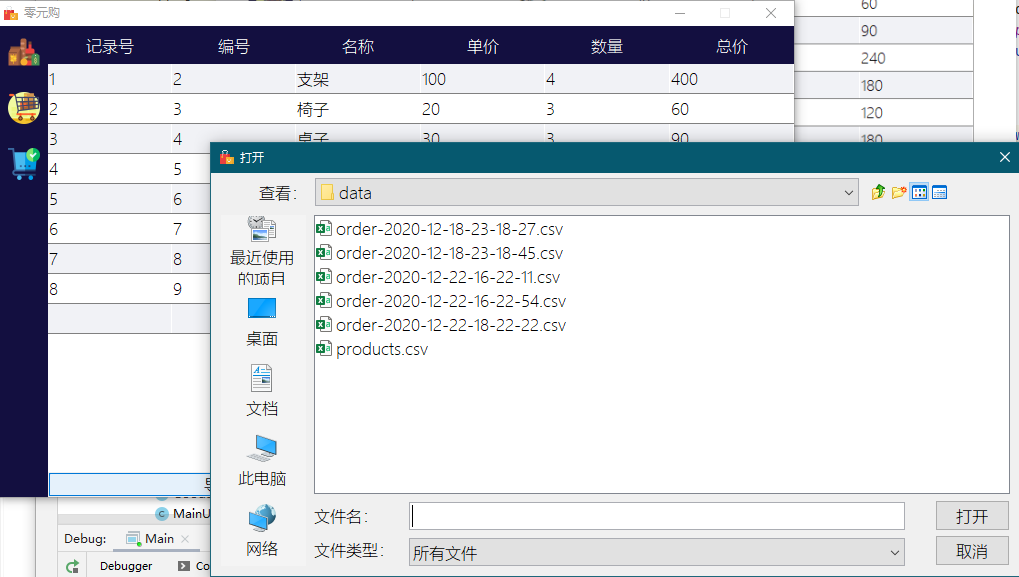 零元购
记录号 编号 名称 单价 数量 总价
1 2 支架 100 4 400
2 3 椅子 20 3 60
3 4 桌子 30 3 90
4 5
5 6
6 7
7 8
8 9
60
90
240
180
120
180
打开
查看: data
最近使用的项目
桌面
文档
此电脑
网络
order-2020-12-18-23-18-27.csv
order-2020-12-18-23-18-45.csv
order-2020-12-22-16-22-11.csv
order-2020-12-22-16-22-54.csv
order-2020-12-22-18-22-22.csv
products.csv
文件名: 打开
文件类型: 所有文件 取消
MainU
Debug: Main
Debugger Co